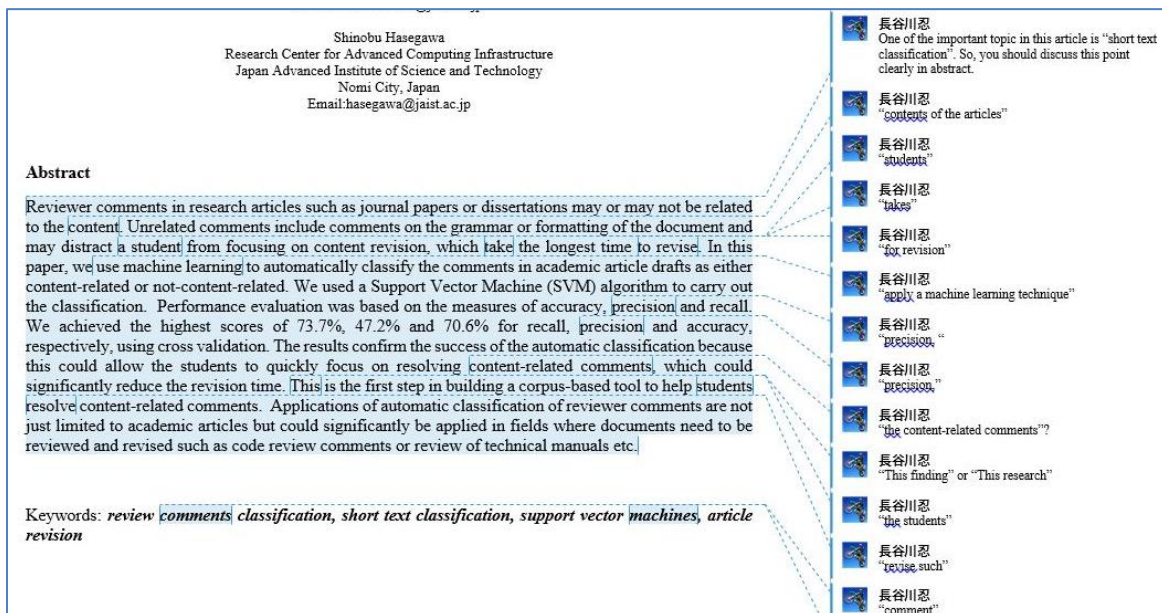 Shinobu Hasegawa
Research Center for Advanced Computing Infrastructure
Japan Advanced Institute of Science and Technology
Nomi City, Japan
Email:hasegawa@jaist.ac.jp
Abstract
Reviewer comments in research articles such as journal papers or dissertations may or may not be related
to the content. Unrelated comments include comments on the grammar or formatting of the document and
may distract a student from focusing on content revision, which take the longest time to revise. In this
paper, we use machine learning to automatically classify the comments in academic article drafts as either
content-related or not-content-related. We used a Support Vector Machine (SVM) algorithm to carry out
the classification. Performance evaluation was based on the measures of accuracy, precision and recall.
We achieved the highest scores of 73.7%, 47.2% and 70.6% for recall, precision and accuracy,
respectively, using cross validation. The results confirm the success of the automatic classification because
this could allow the students to quickly focus on resolving content-related comments, which could
significantly reduce the revision time. This is the first step in building a corpus-based tool to help students
resolve content-related comments. Applications of automatic classification of reviewer comments are not
just limited to academic articles but could significantly be applied in fields where documents need to be
reviewed and revised such as code review comments or review of technical manuals etc.
Keywords: review comments classification, short text classification, support vector machines, article
revision
長谷川忍
One of the important topic in this article is “short text
classification”. So, you should discuss this point
clearly in abstract.
長谷川忍
“contents of the articles”
長谷川忍
“students”
長谷川忍
“takes”
長谷川忍
“for revision”
長谷川忍
“apply a machine learning technique”
長谷川忍
“precision, “
長谷川忍
“precision,”
長谷川忍
“the content-related comments”?
長谷川忍
“This finding” or “This research”
長谷川忍
“the students”
長谷川忍
“revise such”
長谷川忍
“comment”